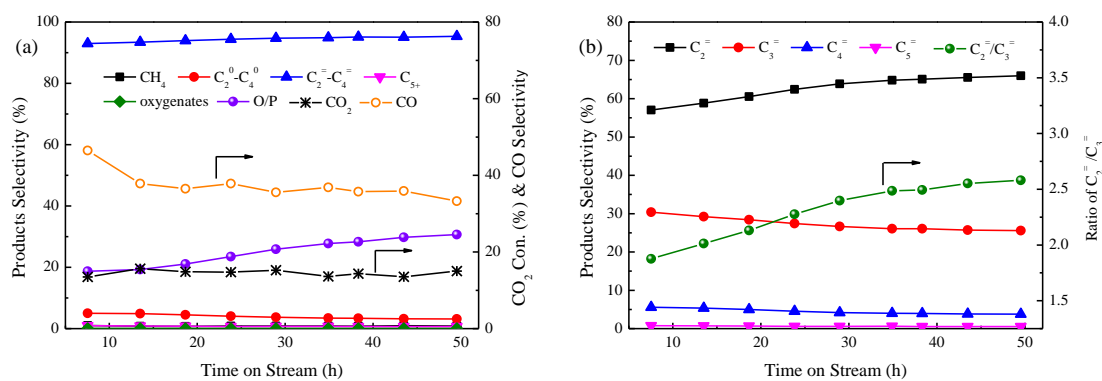 (a)
100
80
60
40
20
0
Products Selectivity (%)
CH₄ C₂⁰-C₄⁰ C₂⁼-C₄⁼ C₅₊
oxygenates O/P CO₂ CO
80
60
40
20
0
CO₂ Con. (%) & CO Selectivity
10 20 30 40 50
Time on Stream (h)
(b)
80
70
60
50
40
30
20
10
0
Products Selectivity (%)
C₂⁼ C₃⁼ C₄⁼ C₅⁼ C₂⁼/C₃⁼
4.0
3.5
3.0
2.5
2.0
1.5
Ratio of C₂⁼/C₃⁼
10 20 30 40 50
Time on Stream (h)